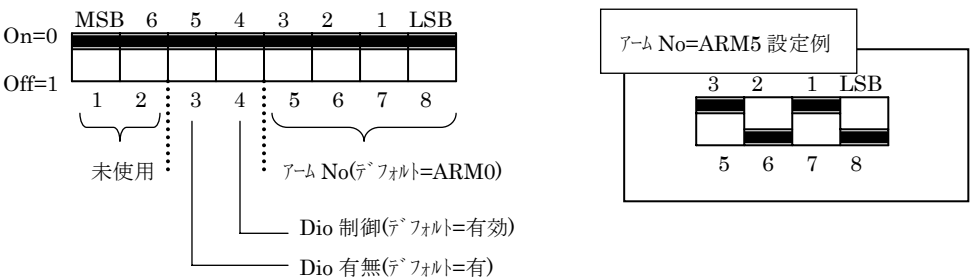 MSB 6 5 4 3 2 1 LSB
On=0
Off=1
1 2 3 4 5 6 7 8
未使用
ｱｰﾑ No(ﾃﾞﾌｫﾙﾄ=ARM0)
Dio 制御(ﾃﾞﾌｫﾙﾄ=有効)
Dio 有無(ﾃﾞﾌｫﾙﾄ=有)
ｱｰﾑ No=ARM5 設定例
3 2 1 LSB
5 6 7 8